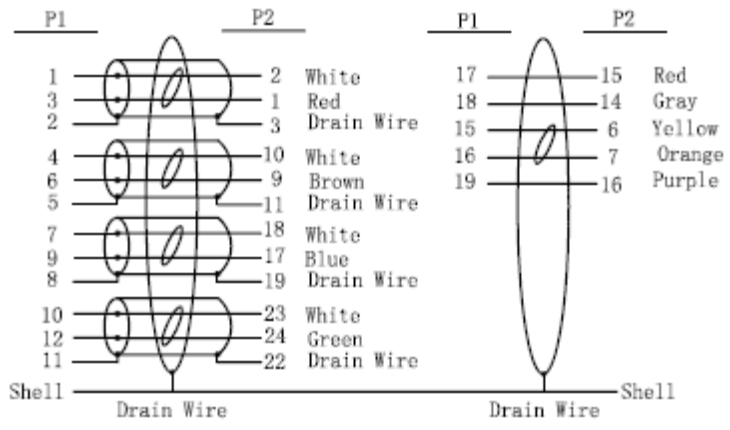 P1 P2 P1 P2
1 2 White 17 15 Red
3 1 Red 18 14 Gray
2 3 Drain Wire 15 6 Yellow
4 10 White 16 7 Orange
6 9 Brown 19 16 Purple
5 11 Drain Wire
7 18 White
9 17 Blue
8 19 Drain Wire
10 23 White
12 24 Green
11 22 Drain Wire
Shell Shell
Drain Wire Drain Wire